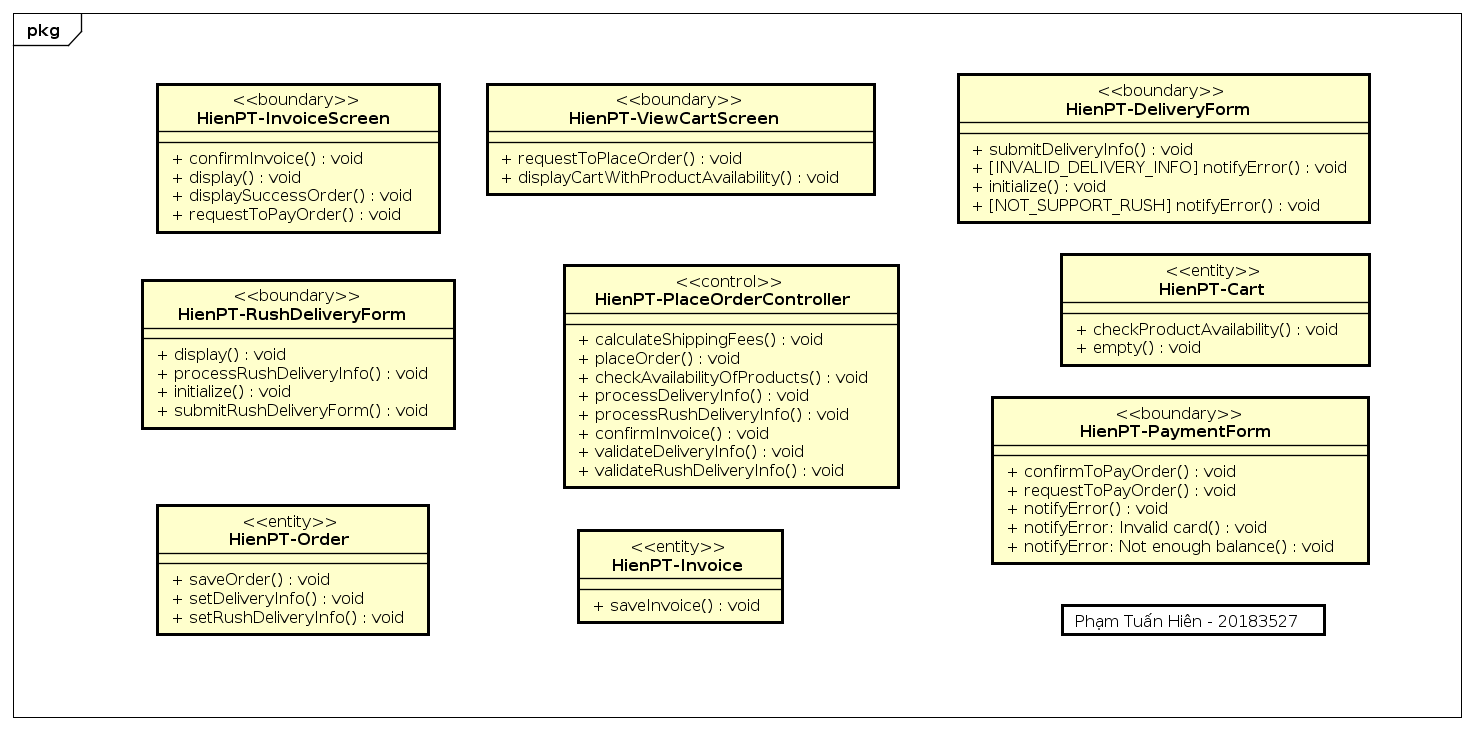 pkg
<<boundary>>
HienPT-InvoiceScreen
+ confirmInvoice() : void
+ display() : void
+ displaySuccessOrder() : void
+ requestToPayOrder() : void
<<boundary>>
HienPT-ViewCartScreen
+ requestToPlaceOrder() : void
+ displayCartWithProductAvailability() : void
<<boundary>>
HienPT-DeliveryForm
+ submitDeliveryInfo() : void
+ [INVALID_DELIVERY_INFO] notifyError() : void
+ initialize() : void
+ [NOT_SUPPORT_RUSH] notifyError() : void
<<boundary>>
HienPT-RushDeliveryForm
+ display() : void
+ processRushDeliveryInfo() : void
+ initialize() : void
+ submitRushDeliveryForm() : void
<<control>>
HienPT-PlaceOrderController
+ calculateShippingFees() : void
+ placeOrder() : void
+ checkAvailabilityOfProducts() : void
+ processDeliveryInfo() : void
+ processRushDeliveryInfo() : void
+ confirmInvoice() : void
+ validateDeliveryInfo() : void
+ validateRushDeliveryInfo() : void
<<entity>>
HienPT-Cart
+ checkProductAvailability() : void
+ empty() : void
<<boundary>>
HienPT-PaymentForm
+ confirmToPayOrder() : void
+ requestToPayOrder() : void
+ notifyError() : void
+ notifyError: Invalid card() : void
+ notifyError: Not enough balance() : void
<<entity>>
HienPT-Order
+ saveOrder() : void
+ setDeliveryInfo() : void
+ setRushDeliveryInfo() : void
<<entity>>
HienPT-Invoice
+ saveInvoice() : void
Phạm Tuấn Hiên - 20183527